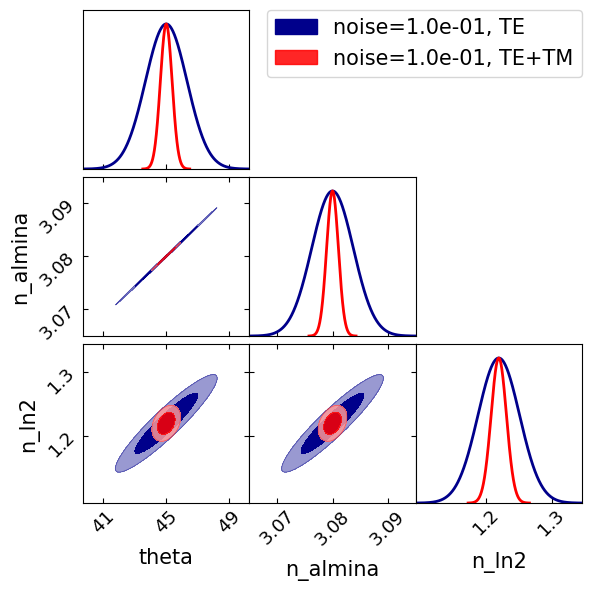 noise=1.0e-01, TE
noise=1.0e-01, TE+TM
n_almina
3.09
3.08
3.07
n_ln2
1.3
1.2
41
45
49
theta
3.07
3.08
3.09
n_almina
1.2
1.3
n_ln2